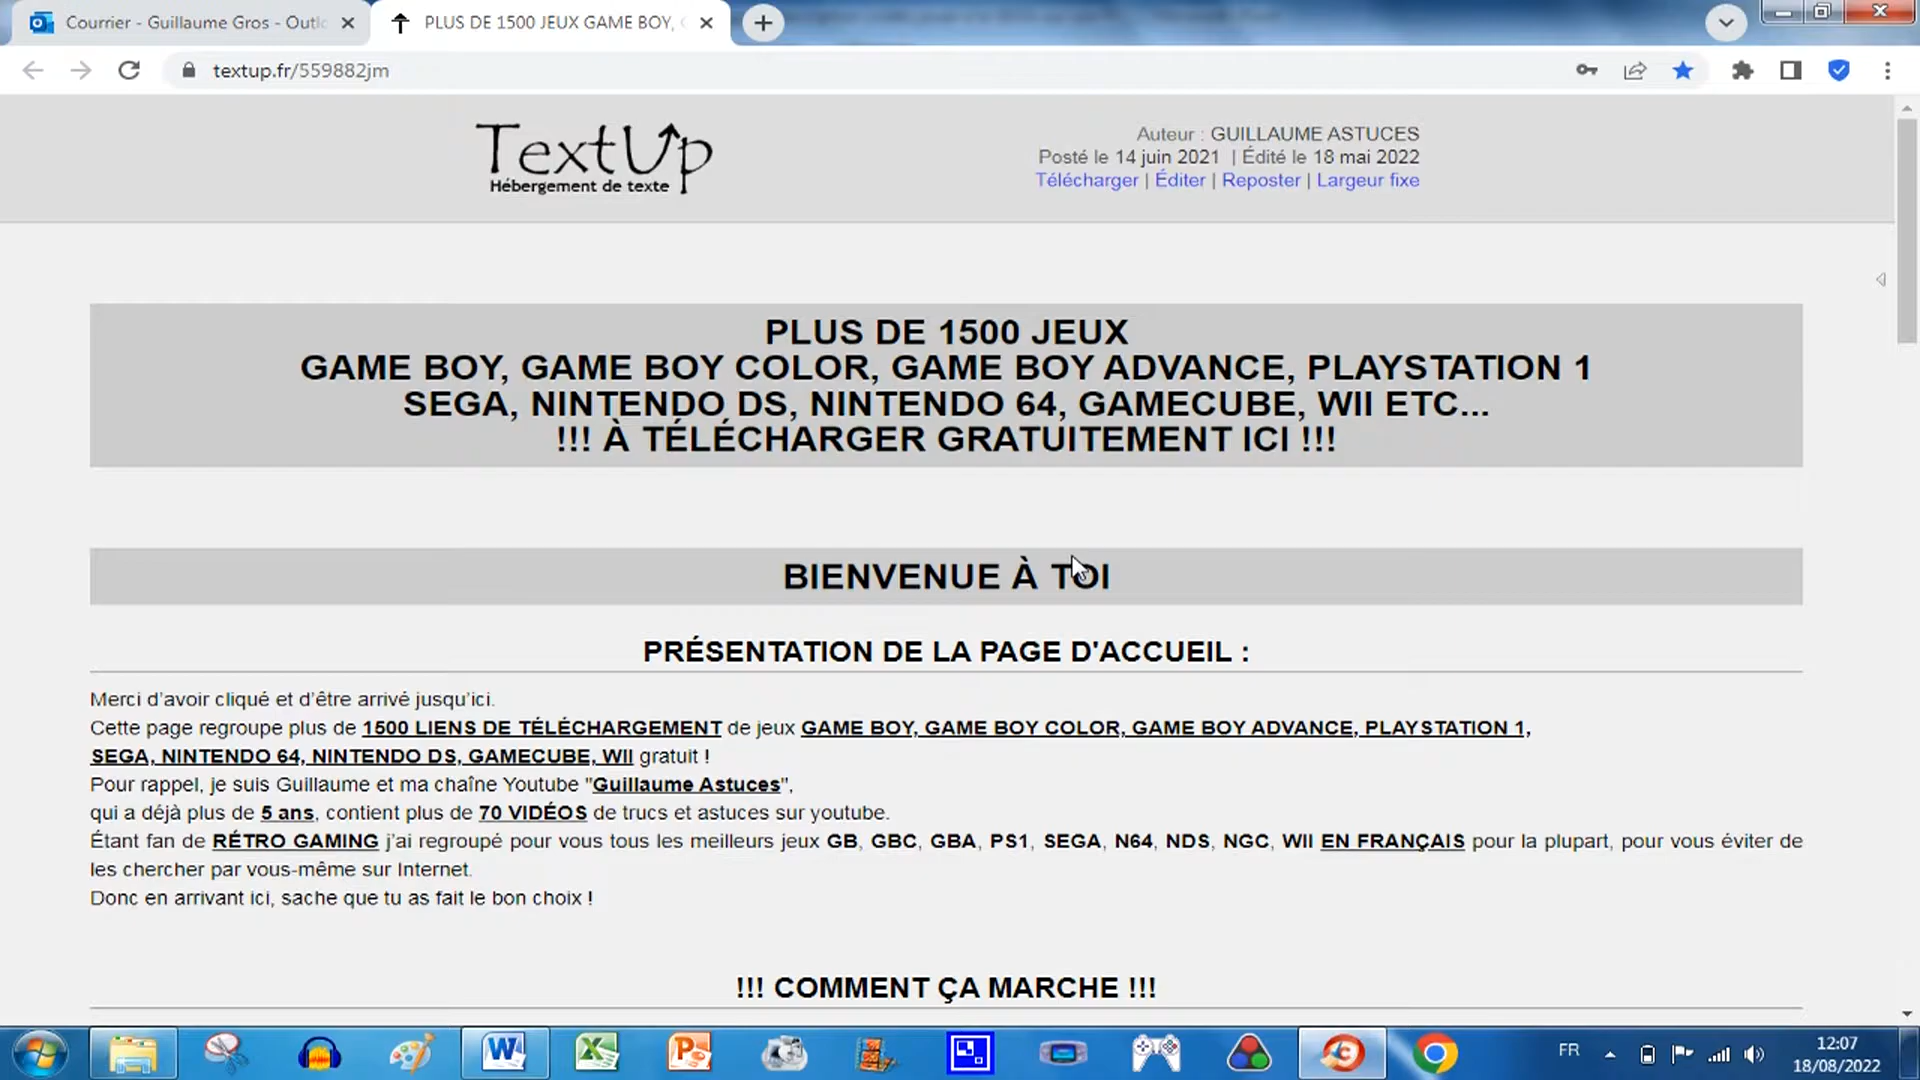 Courrier - Guillaume Gros - Outl
PLUS DE 1500 JEUX GAME BOY,
textup.fr/559882jm
TextUp
Hébergement de texte
Auteur : GUILLAUME ASTUCES
Posté le 14 juin 2021 | Édité le 18 mai 2022
Télécharger | Éditer | Reposter | Largeur fixe
PLUS DE 1500 JEUX
GAME BOY, GAME BOY COLOR, GAME BOY ADVANCE, PLAYSTATION 1
SEGA, NINTENDO DS, NINTENDO 64, GAMECUBE, WII ETC...
!!! À TÉLÉCHARGER GRATUITEMENT ICI !!!
BIENVENUE À TOI
PRÉSENTATION DE LA PAGE D'ACCUEIL :
Merci d'avoir cliqué et d'être arrivé jusqu'ici.
Cette page regroupe plus de 1500 LIENS DE TÉLÉCHARGEMENT de jeux GAME BOY, GAME BOY COLOR, GAME BOY ADVANCE, PLAYSTATION 1,
SEGA, NINTENDO 64, NINTENDO DS, GAMECUBE, WII gratuit !
Pour rappel, je suis Guillaume et ma chaîne Youtube "Guillaume Astuces",
qui a déjà plus de 5 ans, contient plus de 70 VIDÉOS de trucs et astuces sur youtube.
Étant fan de RÉTRO GAMING j'ai regroupé pour vous tous les meilleurs jeux GB, GBC, GBA, PS1, SEGA, N64, NDS, NGC, WII EN FRANÇAIS pour la plupart, pour vous éviter de
les chercher par vous-même sur Internet.
Donc en arrivant ici, sache que tu as fait le bon choix !
!!! COMMENT ÇA MARCHE !!!
FR
12:07
18/08/2022